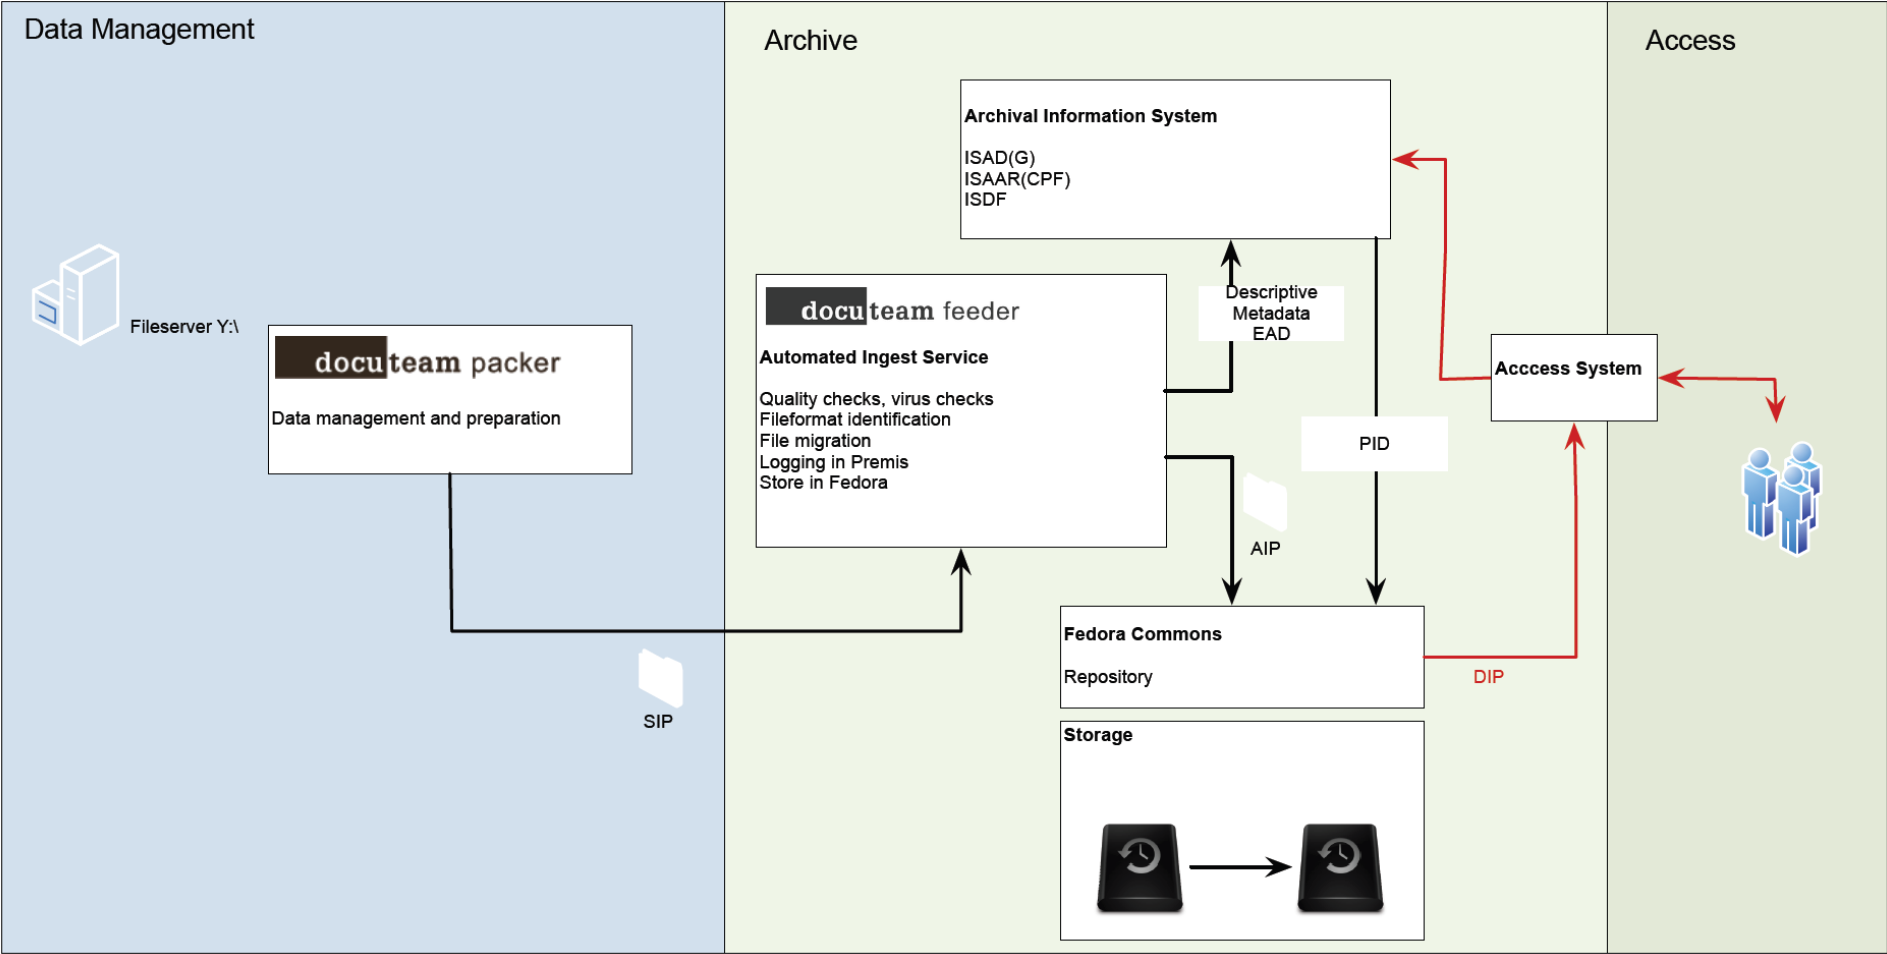 Data Management
Archive
Access
Archival Information System
ISAD(G)
ISAAR(CPF)
ISDF
Fileserver Y:\
docuteam packer
Data management and preparation
docuteam feeder
Automated Ingest Service
Quality checks, virus checks
Fileformat identification
File migration
Logging in Premis
Store in Fedora
Descriptive
Metadata
EAD
Acccess System
PID
AIP
Fedora Commons
Repository
DIP
SIP
Storage